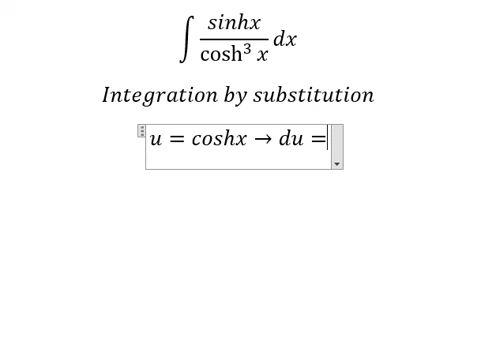 ∫ sinhx / cosh³ x dx
Integration by substitution
u = coshx → du =